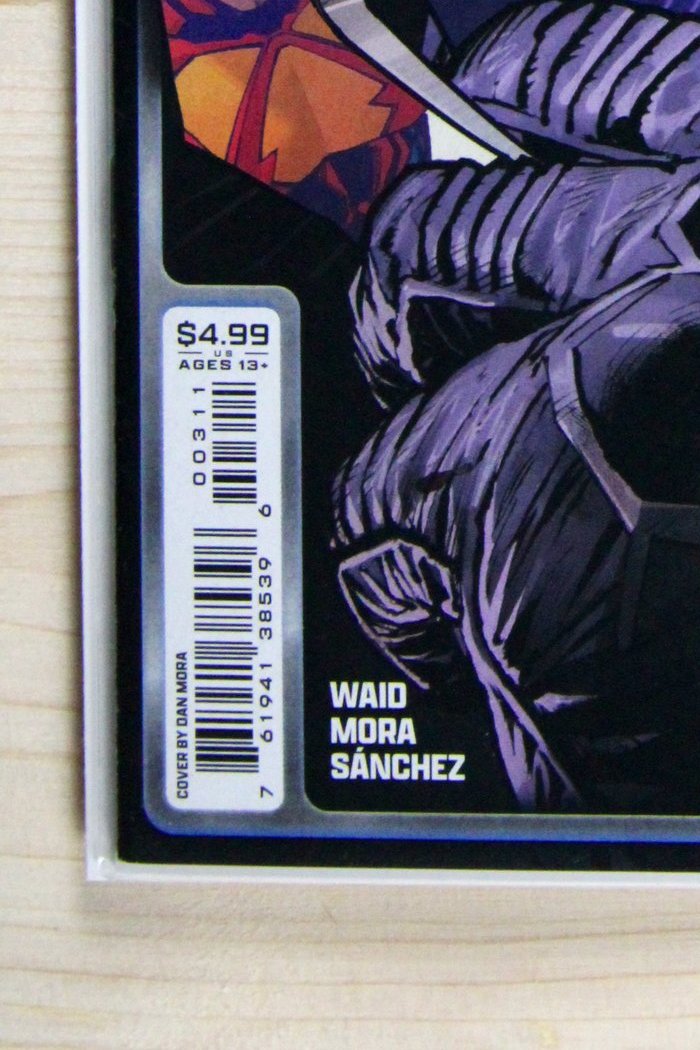 $4.99
US
AGES 13+
00311
7 61941 38539 6
COVER BY DAN MORA
WAID
MORA
SÁNCHEZ